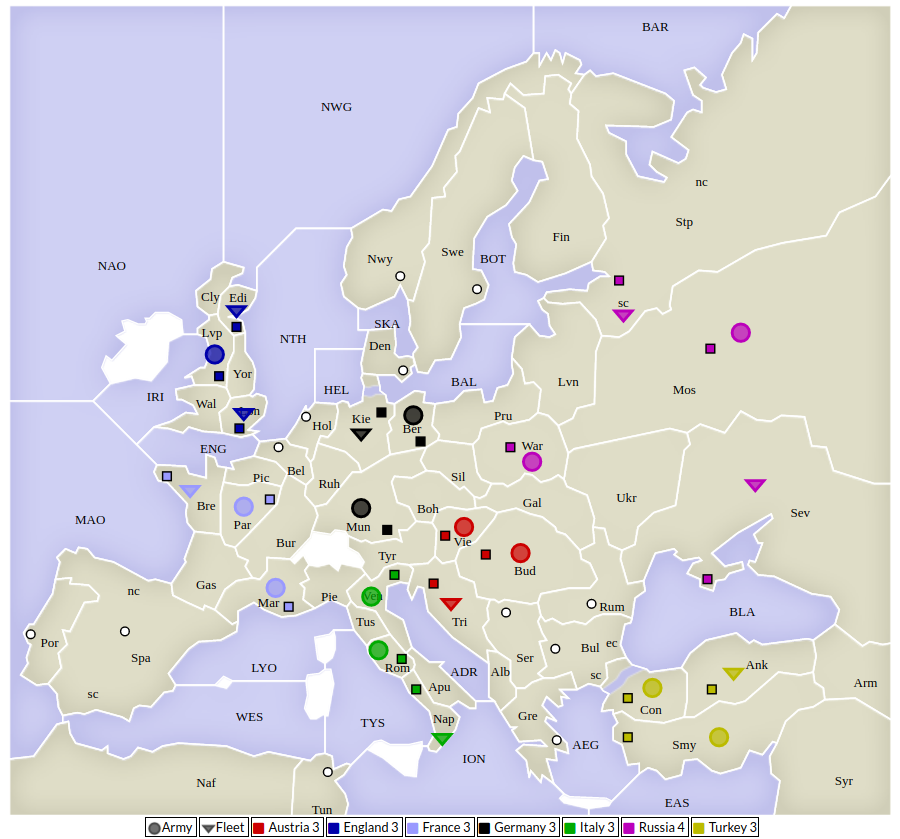 BAR
NWG
nc
Stp
Fin
Swe
BOT
Nwy
NAO
Cly Edi
sc
SKA
Lvp
NTH
Den
Yor
Lvn
Mos
HEL
BAL
IRI
Wal
Kie
Pru
Hol
Ber
ENG
War
Bel
Pic
Sil
Ruh
Ukr
Gal
Bre
Boh
Sev
MAO
Par
Mun
Vie
Bur
Tyr
Bud
Gas
nc
Mar
Pie
Ven
Rum
BLA
Tus
Tri
Por
Bul ec
Spa
Ser
Ank
LYO
Rom
ADR
Alb
sc
Arm
sc
Apu
Con
WES
TYS
Nap
Gre
AEG
Smy
ION
Naf
Syr
EAS
Tun
Army Fleet Austria 3 England 3 France 3 Germany 3 Italy 3 Russia 4 Turkey 3